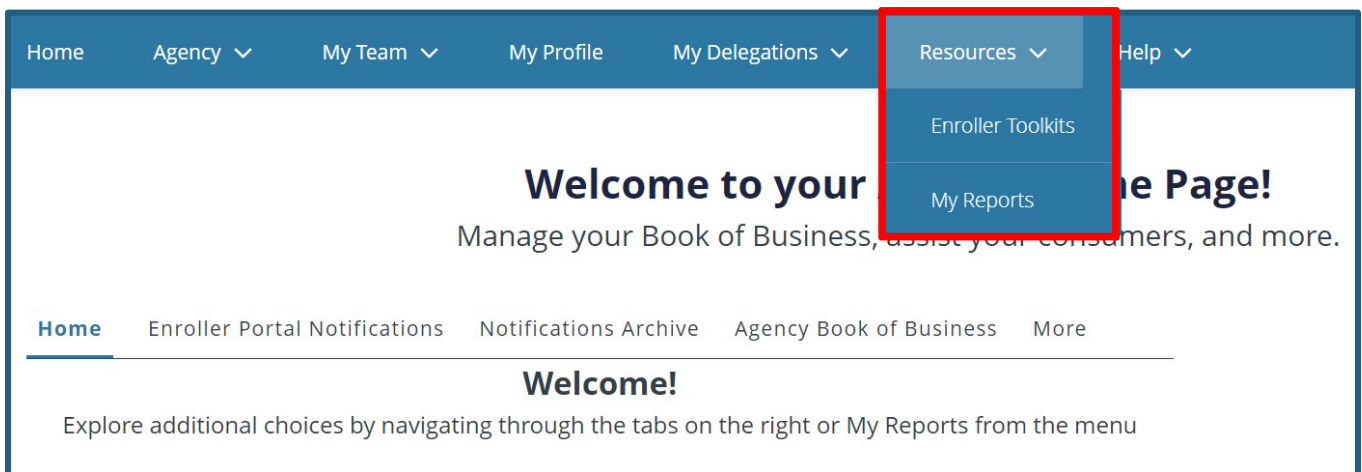 Home Agency My Team My Profile My Delegations Resources Help
Enroller Toolkits
My Reports
Welcome to your Page!
Manage your Book of Business, assist your consumers, and more.
Home Enroller Portal Notifications Notifications Archive Agency Book of Business More
Welcome!
Explore additional choices by navigating through the tabs on the right or My Reports from the menu